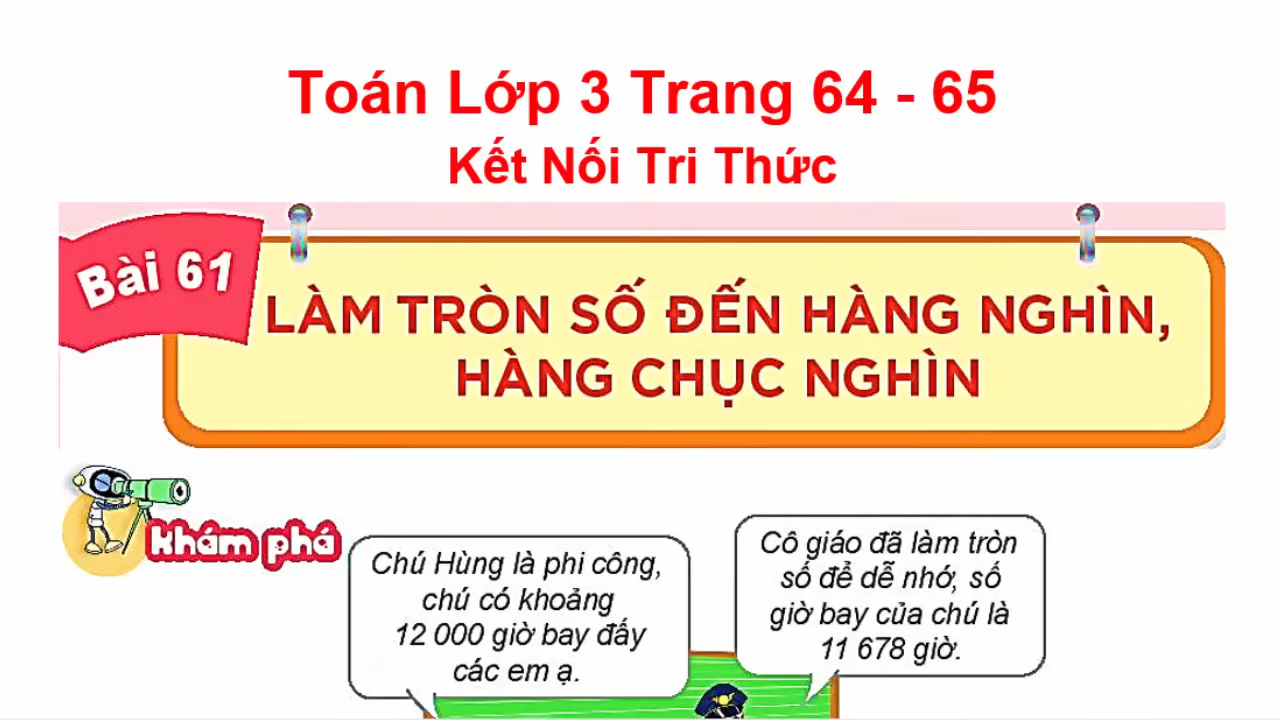 Toán Lớp 3 Trang 64 - 65
Kết Nối Tri Thức
Bài 61
LÀM TRÒN SỐ ĐẾN HÀNG NGHÌN,
HÀNG CHỤC NGHÌN
Khám phá
Chú Hùng là phi công,
chú có khoảng
12 000 giờ bay đấy
các em ạ.
Cô giáo đã làm tròn
số để dễ nhớ, số
giờ bay của chú là
11 678 giờ.